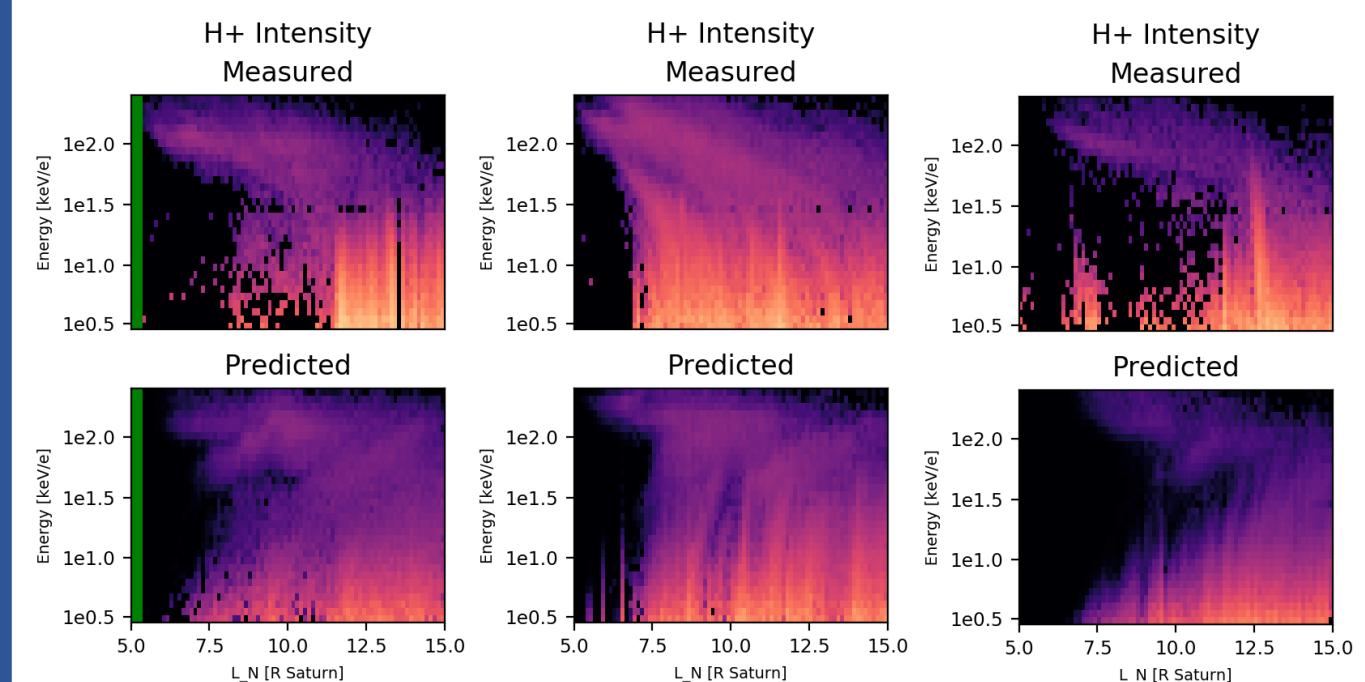 H+ Intensity
Measured
H+ Intensity
Measured
H+ Intensity
Measured
Energy [keV/e]
1e2.0
1e1.5
1e1.0
1e0.5
Energy [keV/e]
1e2.0
1e1.5
1e1.0
1e0.5
Energy [keV/e]
1e2.0
1e1.5
1e1.0
1e0.5
Predicted
Predicted
Predicted
Energy [keV/e]
1e2.0
1e1.5
1e1.0
1e0.5
5.0 7.5 10.0 12.5 15.0
L_N [R Saturn]
Energy [keV/e]
1e2.0
1e1.5
1e1.0
1e0.5
5.0 7.5 10.0 12.5 15.0
L_N [R Saturn]
Energy [keV/e]
1e2.0
1e1.5
1e1.0
1e0.5
5.0 7.5 10.0 12.5 15.0
L_N [R Saturn]